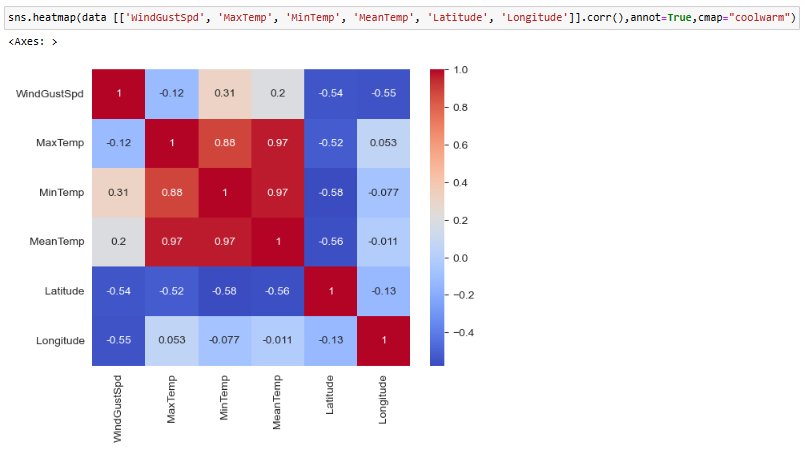 sns.heatmap(data [['WindGustSpd', 'MaxTemp', 'MinTemp', 'MeanTemp', 'Latitude', 'Longitude']].corr(),annot=True,cmap="coolwarm")
<Axes: >
WindGustSpd 1 -0.12 0.31 0.2 -0.54 -0.55
MaxTemp -0.12 1 0.88 0.97 -0.52 0.053
MinTemp 0.31 0.88 1 0.97 -0.58 -0.077
MeanTemp 0.2 0.97 0.97 1 -0.56 -0.011
Latitude -0.54 -0.52 -0.58 -0.56 1 -0.13
Longitude -0.55 0.053 -0.077 -0.011 -0.13 1
WindGustSpd
MaxTemp
MinTemp
MeanTemp
Latitude
Longitude
1.0
0.8
0.6
0.4
0.2
0.0
−0.2
−0.4